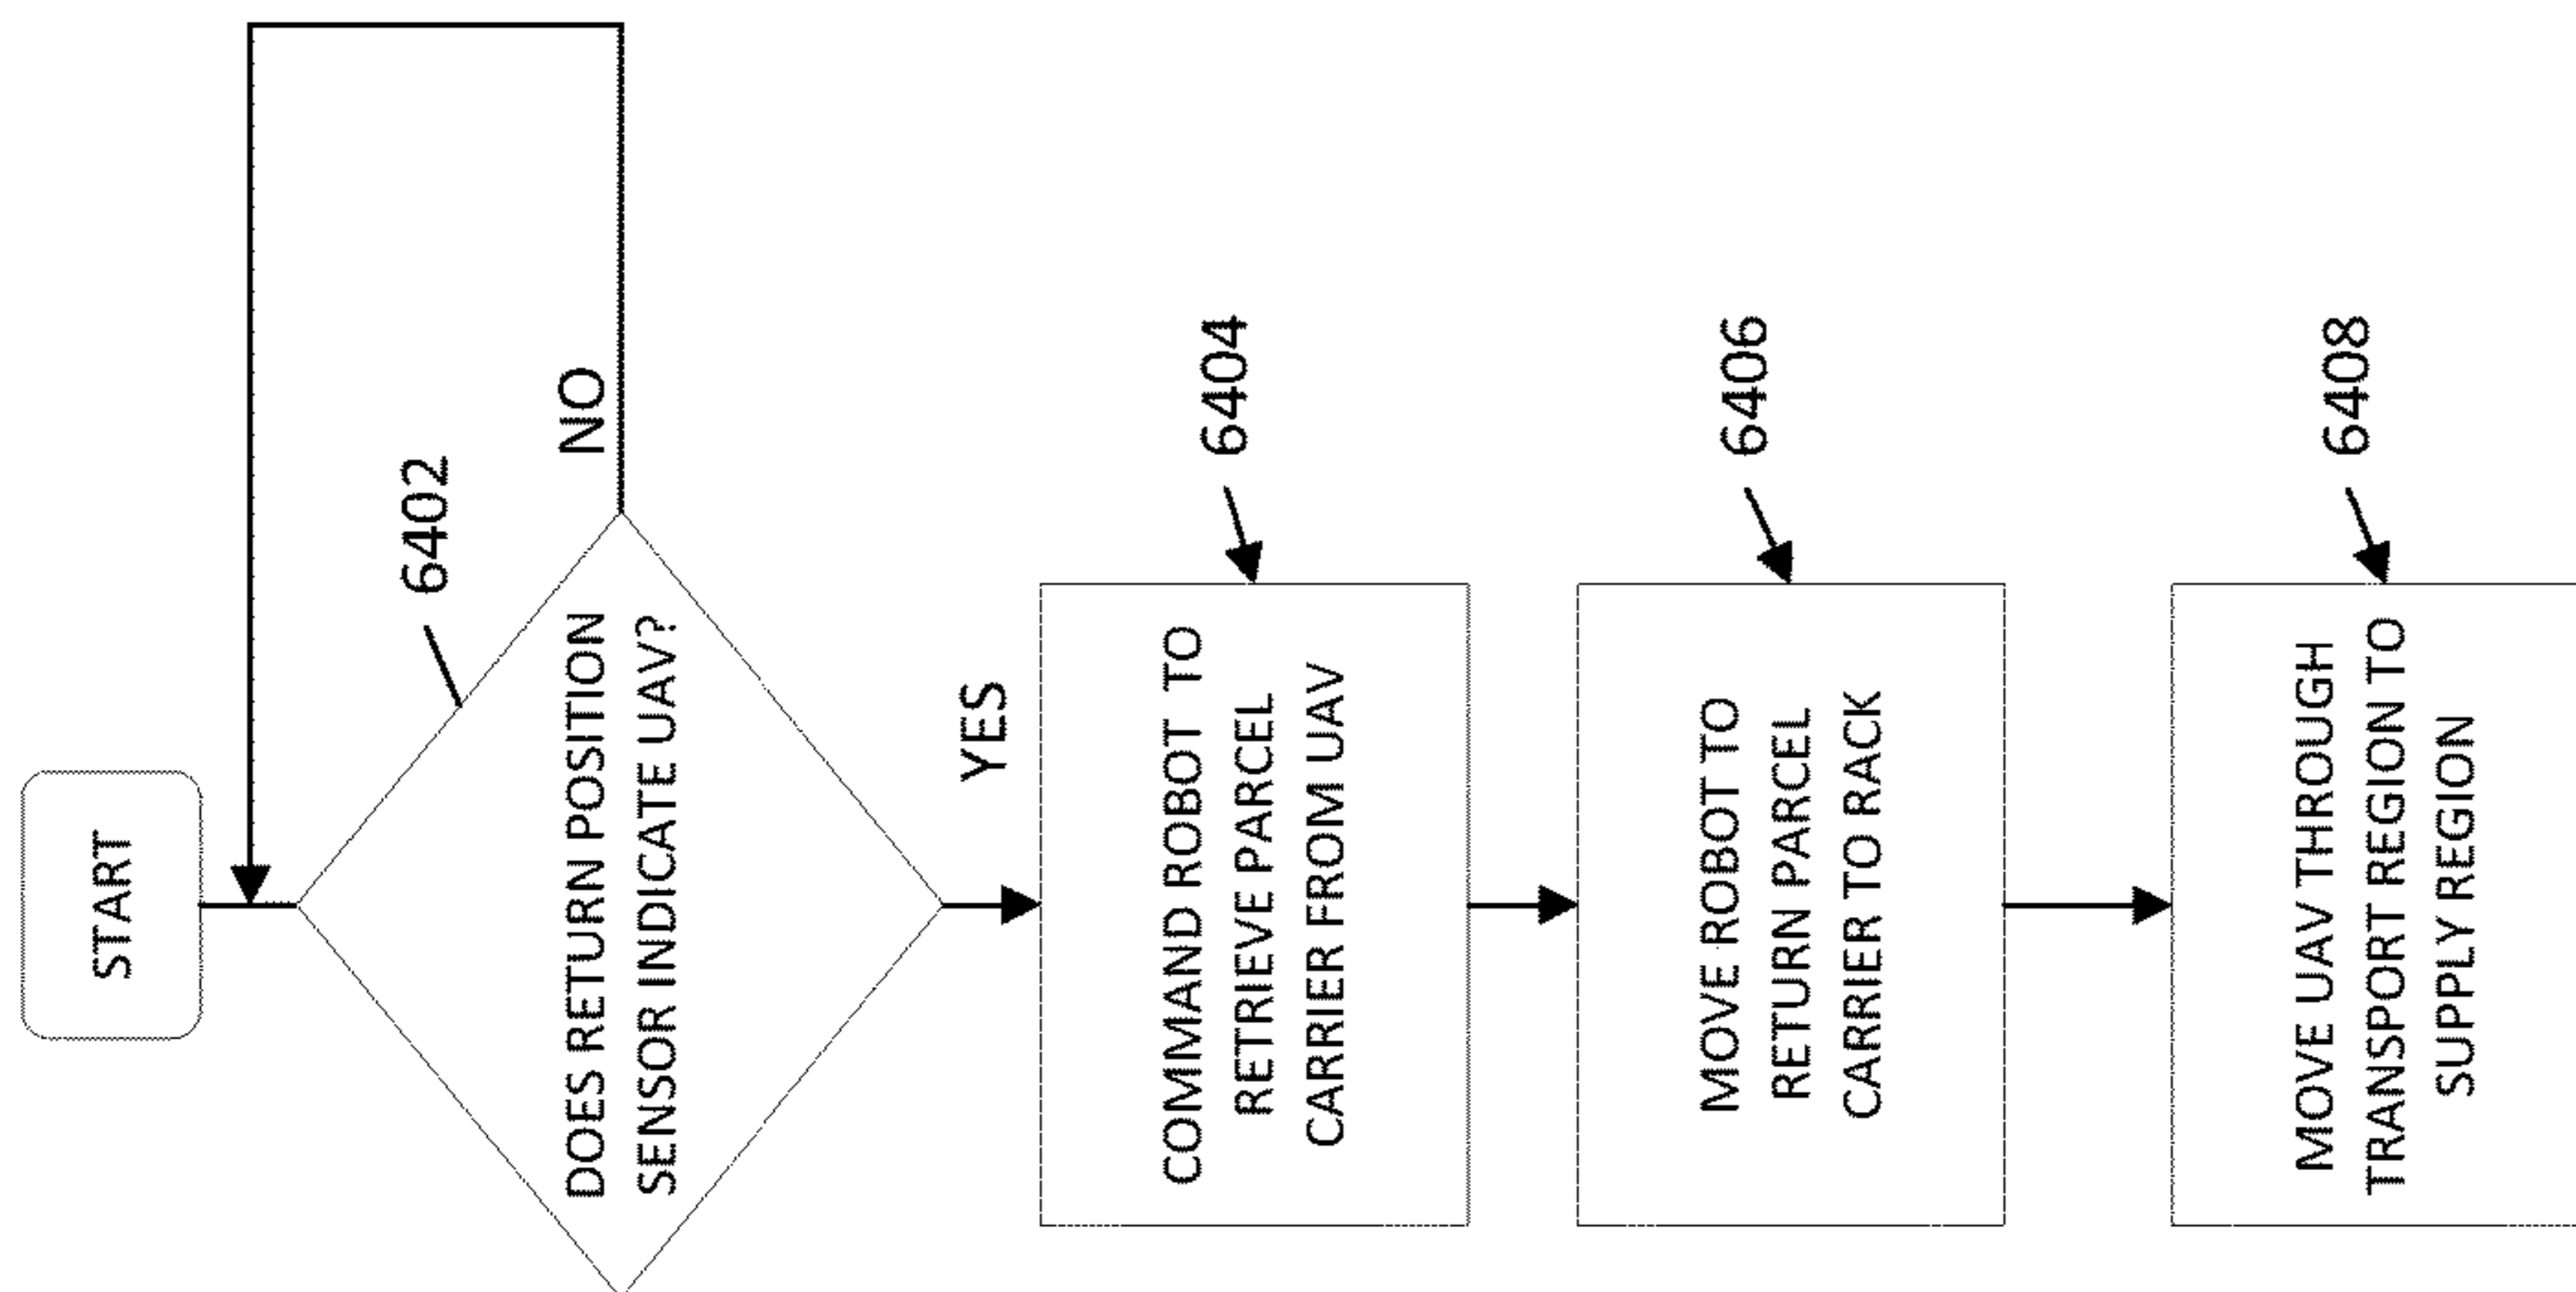 START
6402
DOES RETURN POSITION
SENSOR INDICATE UAV?
NO
YES
COMMAND ROBOT TO
RETRIEVE PARCEL
CARRIER FROM UAV
6404
MOVE ROBOT TO
RETURN PARCEL
CARRIER TO RACK
6406
MOVE UAV THROUGH
TRANSPORT REGION TO
SUPPLY REGION
6408